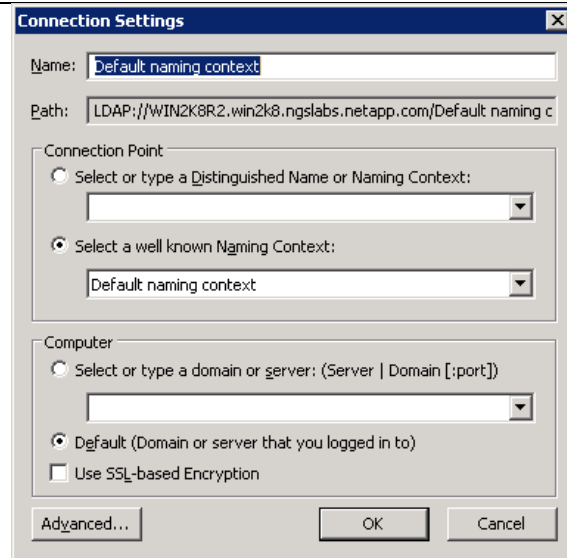 Connection Settings
Name: Default naming context
Path: LDAP://WIN2K8R2.win2k8.ngslabs.netapp.com/Default naming c
Connection Point
Select or type a Distinguished Name or Naming Context:
Select a well known Naming Context:
Default naming context
Computer
Select or type a domain or server: (Server | Domain [:port])
Default (Domain or server that you logged in to)
Use SSL-based Encryption
Advanced... OK Cancel